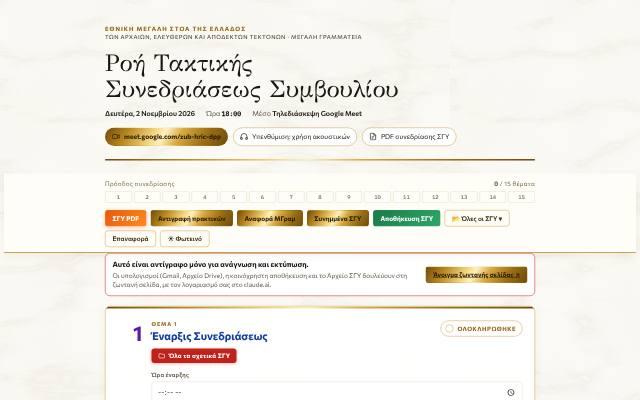 ΕΘΝΙΚΗ ΜΕΓΑΛΗ ΣΤΟΑ ΤΗΣ ΕΛΛΑΔΟΣ
ΤΩΝ ΑΡΧΑΙΩΝ, ΕΛΕΥΘΕΡΩΝ ΚΑΙ ΑΠΟΔΕΚΤΩΝ ΤΕΚΤΟΝΩΝ · ΜΕΓΑΛΗ ΓΡΑΜΜΑΤΕΙΑ
Ροή Τακτικής
Συνεδριάσεως Συμβουλίου
Δευτέρα, 2 Νοεμβρίου 2026 Ώρα 18:00 Μέσο Τηλεδιάσκεψη Google Meet
meet.google.com/zub-hric-dpp Υπενθύμιση: χρήση ακουστικών PDF συνεδρίασης ΣΓΥ
Πρόοδος συνεδρίασης 0 / 15 θέματα
1 2 3 4 5 6 7 8 9 10 11 12 13 14 15
ΣΓΥ PDF Αντιγραφή πρακτικών Αναφορά ΜΓραμ Συνημμένα ΣΓΥ Αποθήκευση ΣΓΥ Όλες οι ΣΓΥ ▾
Επαναφορά ☀ Φωτεινό
Αυτό είναι αντίγραφο μόνο για ανάγνωση και εκτύπωση.
Οι υπολογισμοί (Gmail, Αρχείο Drive), η κοινόχρηστη αποθήκευση και το Αρχείο ΣΓΥ δουλεύουν στη
ζωντανή σελίδα, με τον λογαριασμό σας στο claude.ai.
Άνοιγμα ζωντανής σελίδας ↗
ΘΕΜΑ 1
1 Έναρξις Συνεδριάσεως
ΟΛΟΚΛΗΡΩΘΗΚΕ
Όλα τα σχετικά ΣΓΥ
Ώρα έναρξης
--:-- --